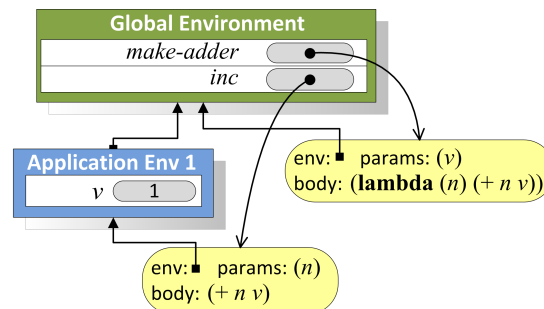 Global Environment
make-adder
inc
env: params: (v)
body: (lambda (n) (+ n v))
Application Env 1
v 1
env: params: (n)
body: (+ n v)